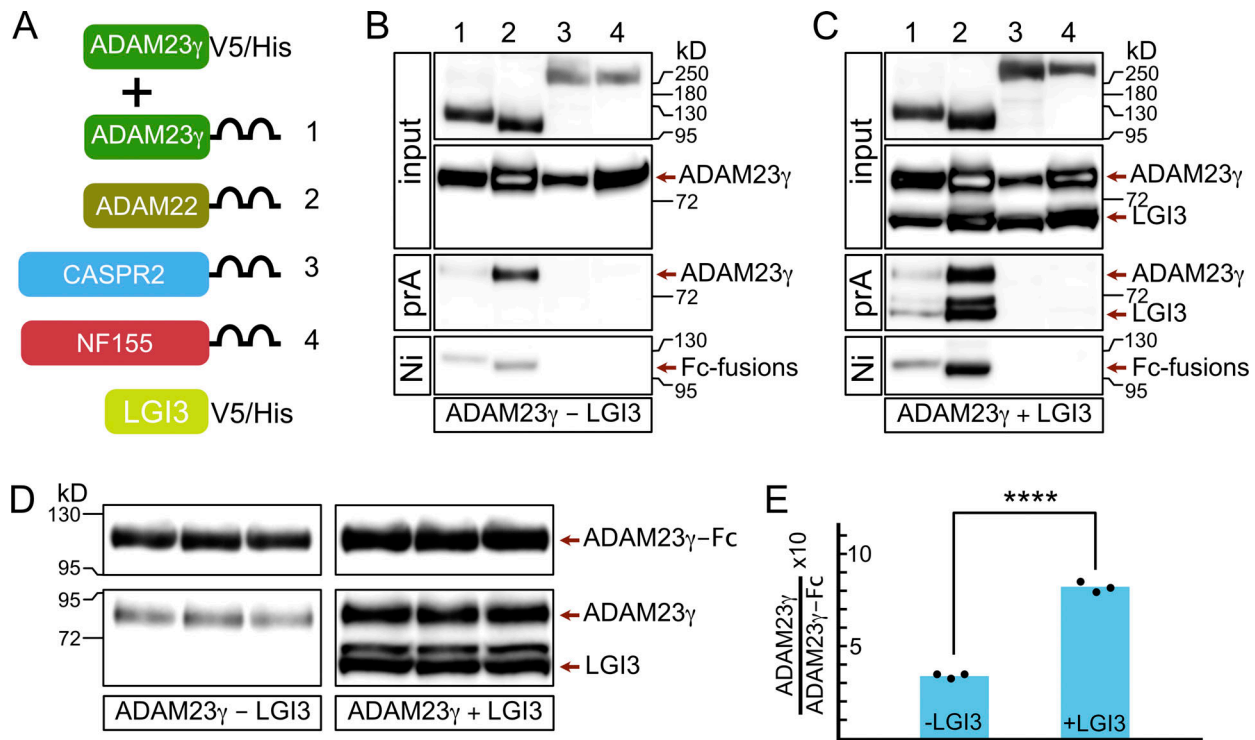 A
ADAM23γ V5/His
+
ADAM23γ 1
ADAM22 2
CASPR2 3
NF155 4
LGI3 V5/His
B
1 2 3 4 kD
input
250
180
130
95
ADAM23γ
72
prA
ADAM23γ
72
Ni
130
Fc-fusions
95
ADAM23γ – LGI3
C
1 2 3 4 kD
input
250
180
130
95
ADAM23γ
72
LGI3
prA
ADAM23γ
72
LGI3
Ni
130
Fc-fusions
95
ADAM23γ + LGI3
D
kD
130
ADAM23γ–Fc
95
95
ADAM23γ
72
LGI3
ADAM23γ – LGI3
ADAM23γ + LGI3
E
****
ADAM23γ
ADAM23γ–Fc
x10
10
5
-LGI3
+LGI3